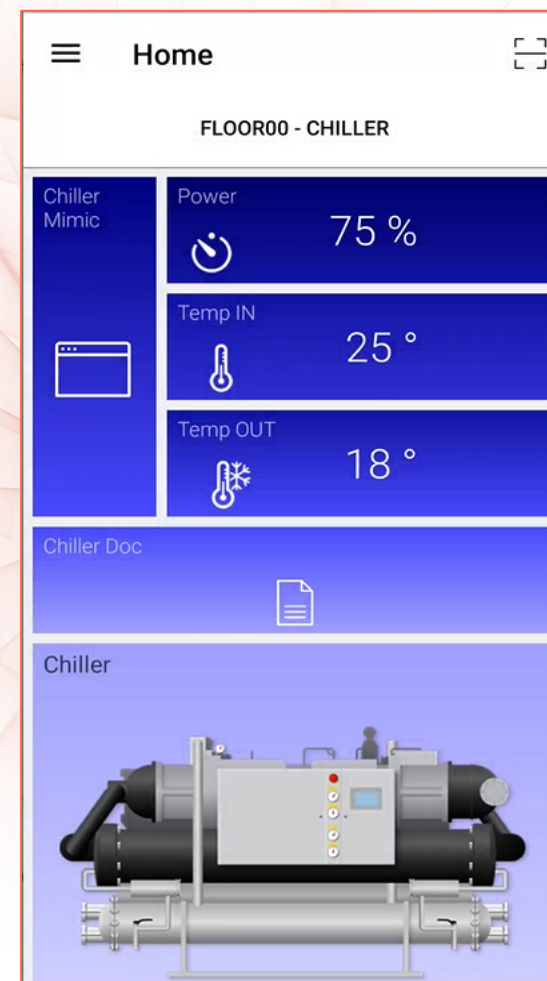 Home
FLOOR00 - CHILLER
Chiller
Mimic
Power
75 %
Temp IN
25 °
Temp OUT
18 °
Chiller Doc
Chiller